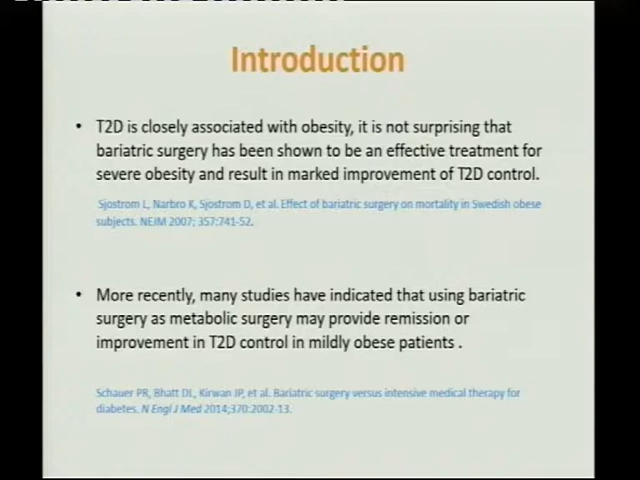 Introduction
• T2D is closely associated with obesity, it is not surprising that
bariatric surgery has been shown to be an effective treatment for
severe obesity and result in marked improvement of T2D control.
Sjostrom L, Narbro K, Sjostrom D, et al. Effect of bariatric surgery on mortality in Swedish obese
subjects. NEJM 2007; 357:741-52.
• More recently, many studies have indicated that using bariatric
surgery as metabolic surgery may provide remission or
improvement in T2D control in mildly obese patients .
Schauer PR, Bhatt DL, Kirwan JP, et al. Bariatric surgery versus intensive medical therapy for
diabetes. N Engl J Med 2014;370:2002-13.